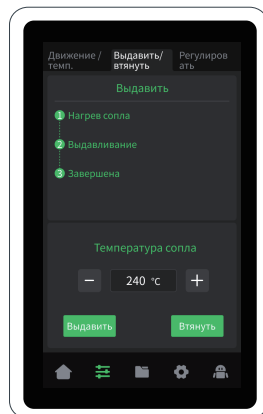 Движение / Выдавить/ Регулиров
темп. втянуть ать
Выдавить
1 Нагрев сопла
2 Выдавливание
3 Завершена
Температура сопла
− 240 °C +
Выдавить Втянуть